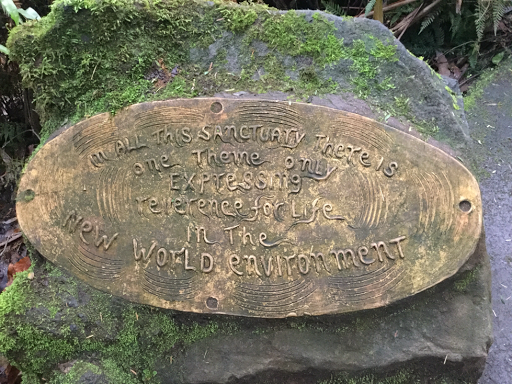 IN ALL THIS SANCTUARY THERE IS
one Theme only
EXPRESSING
reverence for Life
In The
New WORLD environment